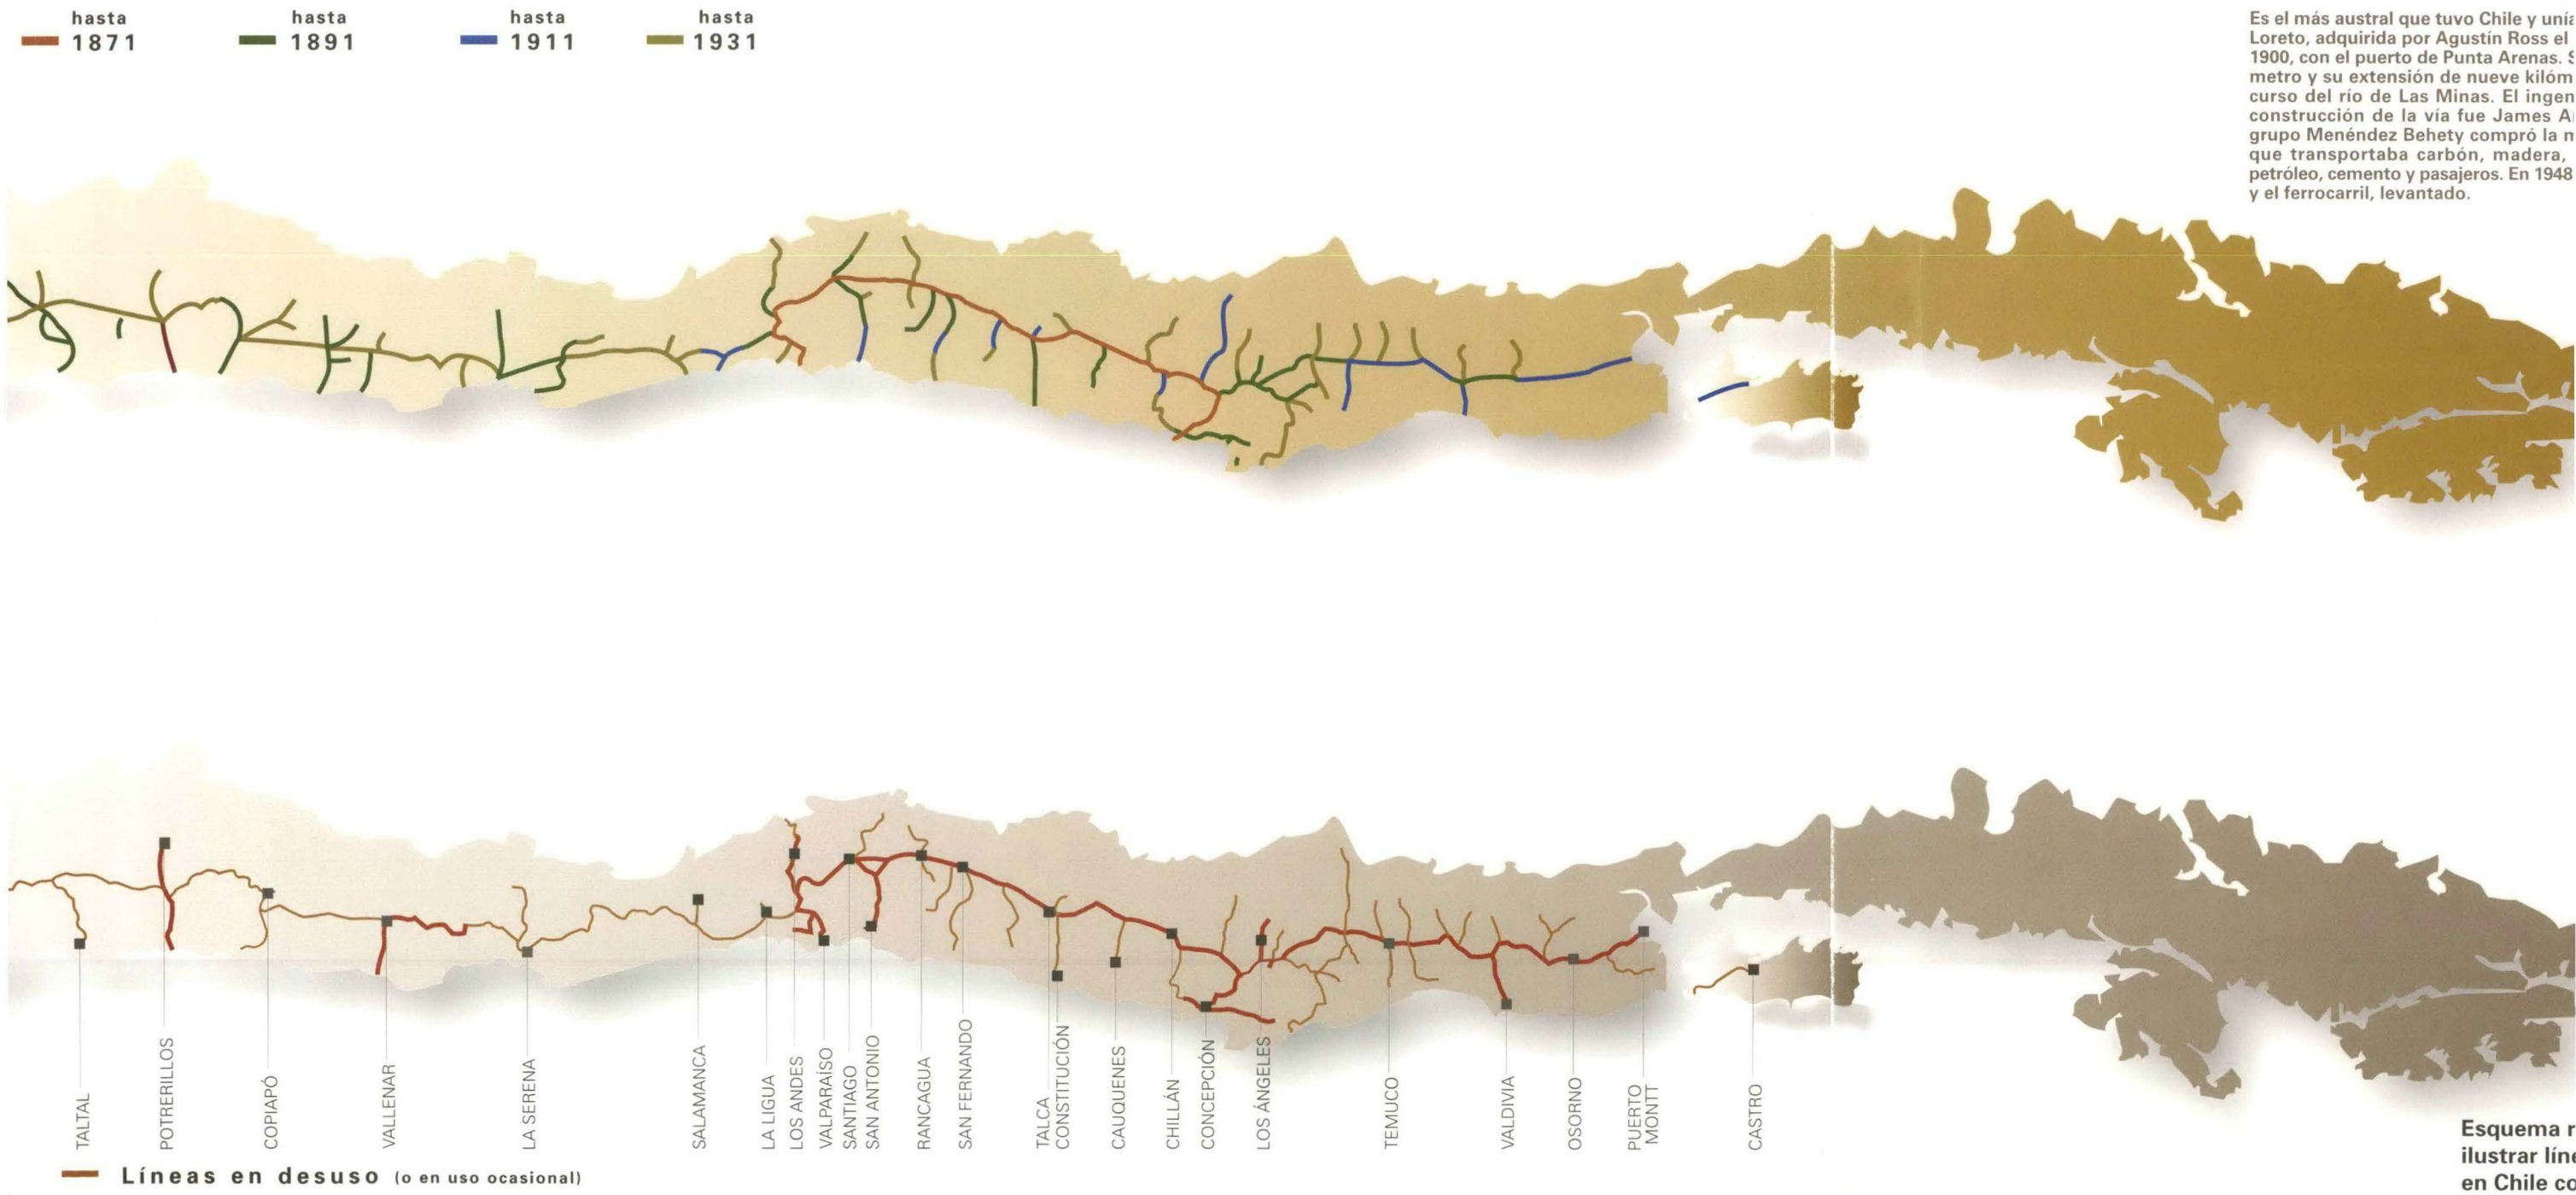 hasta
1871
hasta
1891
hasta
1911
hasta
1931
Es el más austral que tuvo Chile y unía
Loreto, adquirida por Agustín Ross el
1900, con el puerto de Punta Arenas.
metro y su extensión de nueve kilóm
curso del río de Las Minas. El ingen
construcción de la vía fue James A
grupo Menéndez Behety compró la m
que transportaba carbón, madera,
petróleo, cemento y pasajeros. En 1948
y el ferrocarril, levantado.
TALTAL
POTRERILLOS
COPIAPÓ
VALLENAR
LA SERENA
SALAMANCA
LA LIGUA
LOS ANDES
VALPARAÍSO
SANTIAGO
SAN ANTONIO
RANCAGUA
SAN FERNANDO
TALCA
CONSTITUCIÓN
CAUQUENES
CHILLÁN
CONCEPCIÓN
LOS ÁNGELES
TEMUCO
VALDIVIA
OSORNO
PUERTO
MONTT
CASTRO
Líneas en desuso (o en uso ocasional)
Esquema r
ilustrar líne
en Chile co